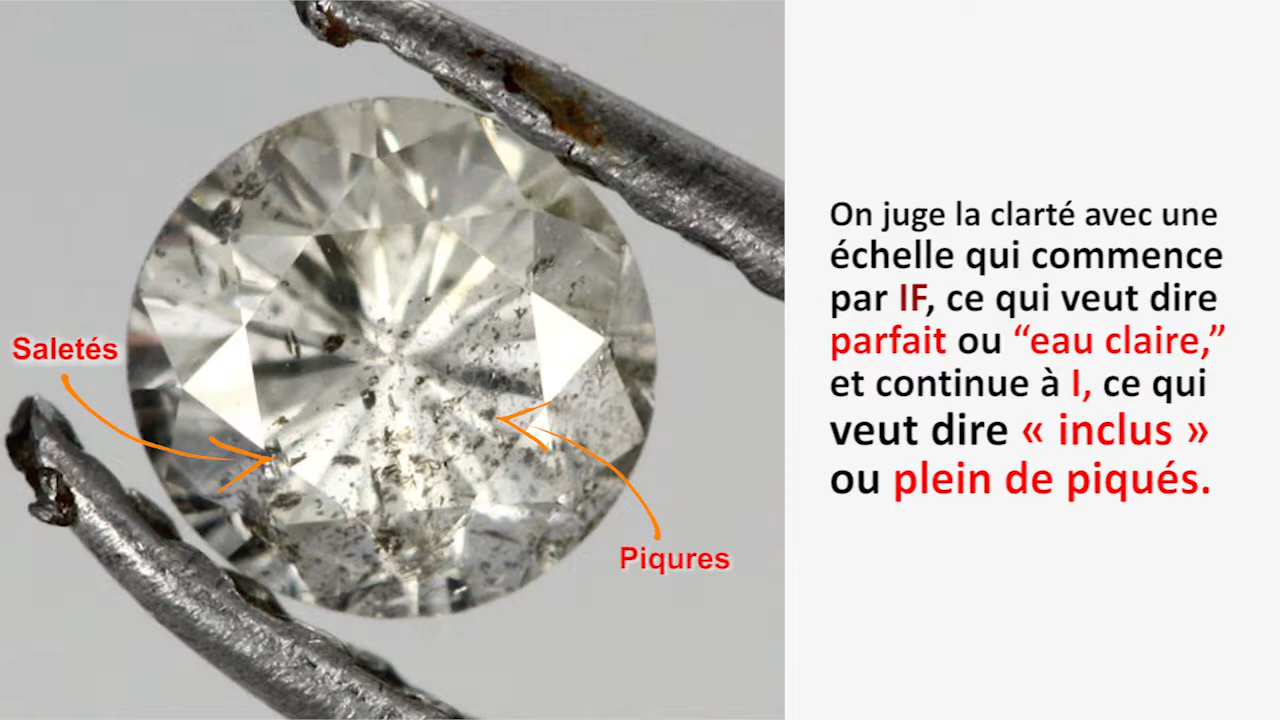 Saletés
Piqures
On juge la clarté avec une
échelle qui commence
par IF, ce qui veut dire
parfait ou “eau claire,”
et continue à I, ce qui
veut dire « inclus »
ou plein de piqués.